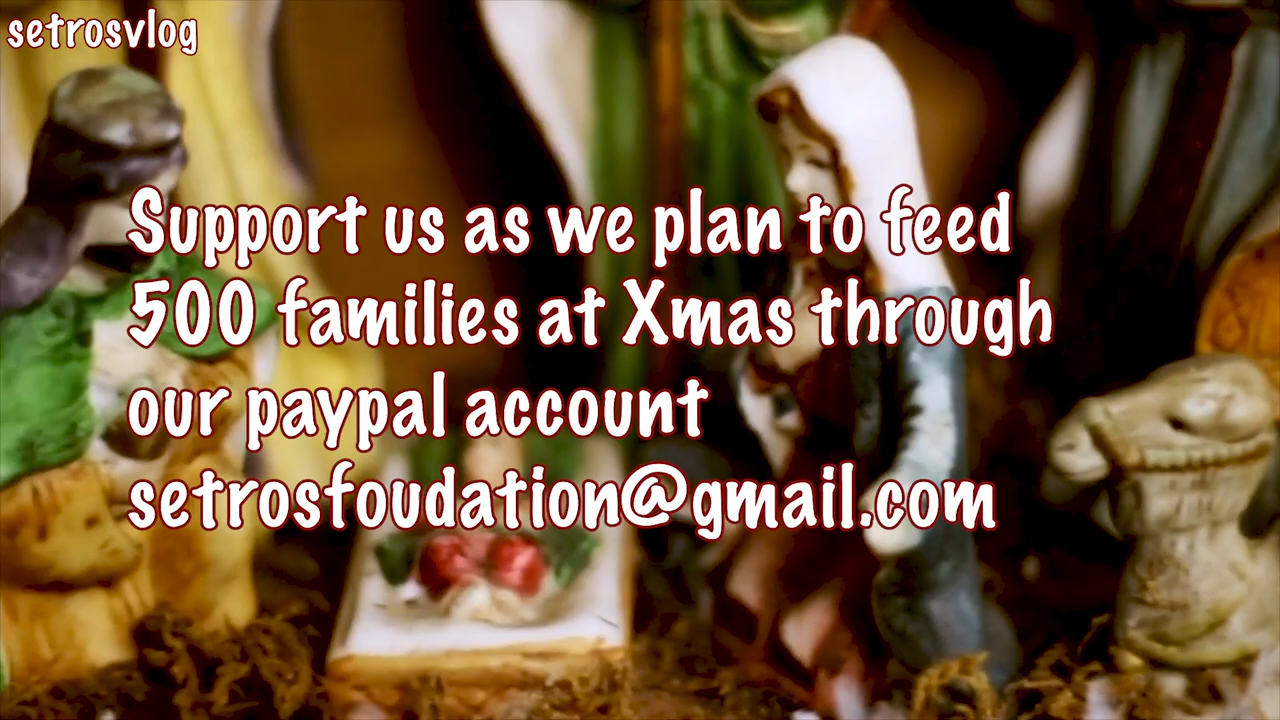 setrosvlog
Support us as we plan to feed
500 families at Xmas through
our paypal account
setrosfoudation@gmail.com